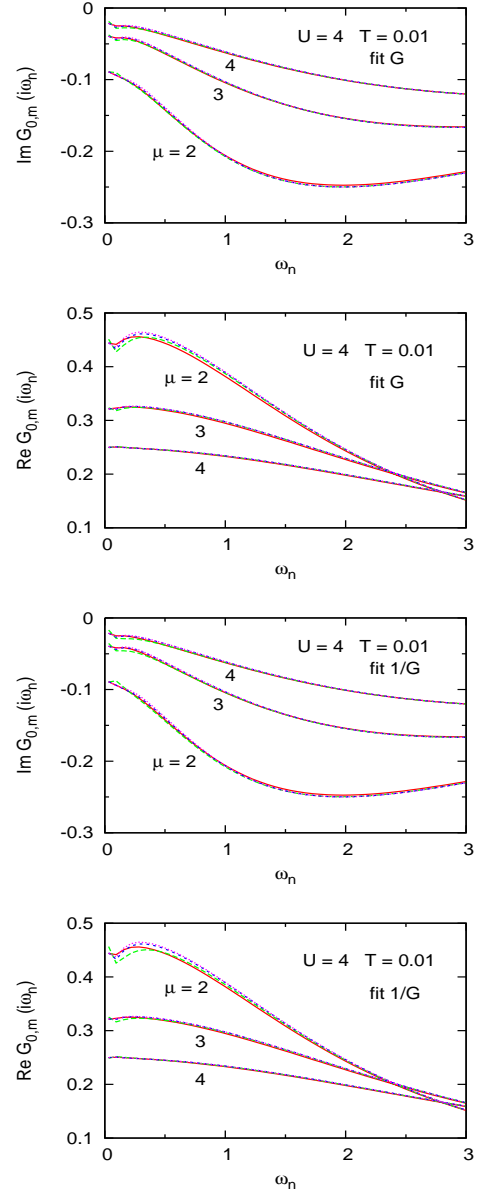 0
-0.1
-0.2
-0.3
0 1 2 3
Im G0,m (iωn)
ωn
U = 4 T = 0.01
fit G
4
3
μ = 2
0.5
0.4
0.3
0.2
0.1
0 1 2 3
Re G0,m (iωn)
ωn
U = 4 T = 0.01
fit G
μ = 2
3
4
0
-0.1
-0.2
-0.3
0 1 2 3
Im G0,m (iωn)
ωn
U = 4 T = 0.01
fit 1/G
4
3
μ = 2
0.5
0.4
0.3
0.2
0.1
0 1 2 3
Re G0,m (iωn)
ωn
U = 4 T = 0.01
fit 1/G
μ = 2
3
4